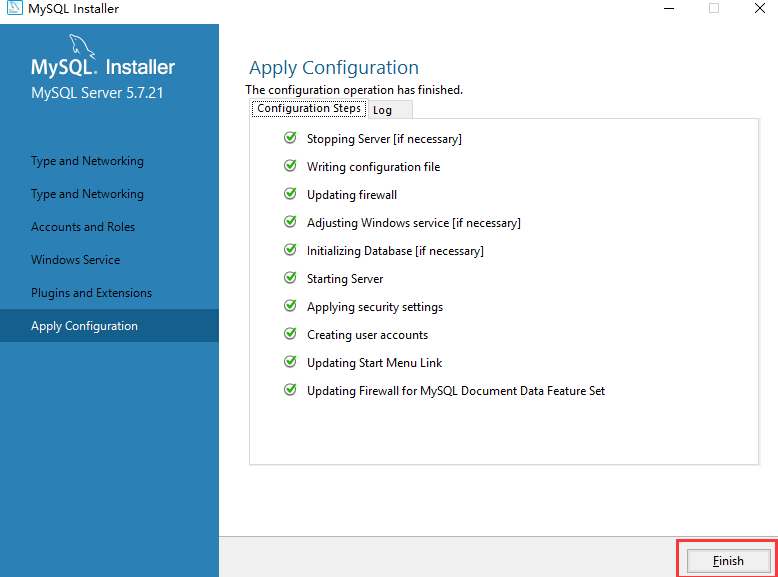 MySQL Installer
MySQL. Installer
MySQL Server 5.7.21
Type and Networking
Type and Networking
Accounts and Roles
Windows Service
Plugins and Extensions
Apply Configuration
Apply Configuration
The configuration operation has finished.
Configuration Steps Log
Stopping Server [if necessary]
Writing configuration file
Updating firewall
Adjusting Windows service [if necessary]
Initializing Database [if necessary]
Starting Server
Applying security settings
Creating user accounts
Updating Start Menu Link
Updating Firewall for MySQL Document Data Feature Set
Finish